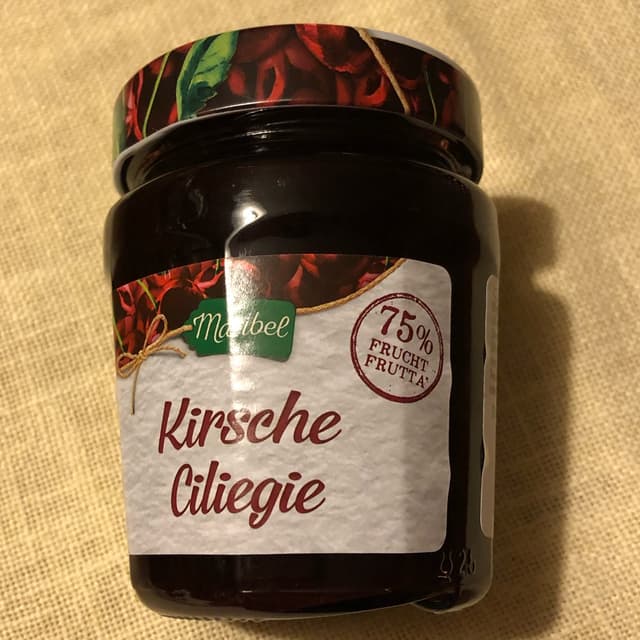 Maribel
75%
FRUCHT
FRUTTA*
Kirsche
Ciliegie